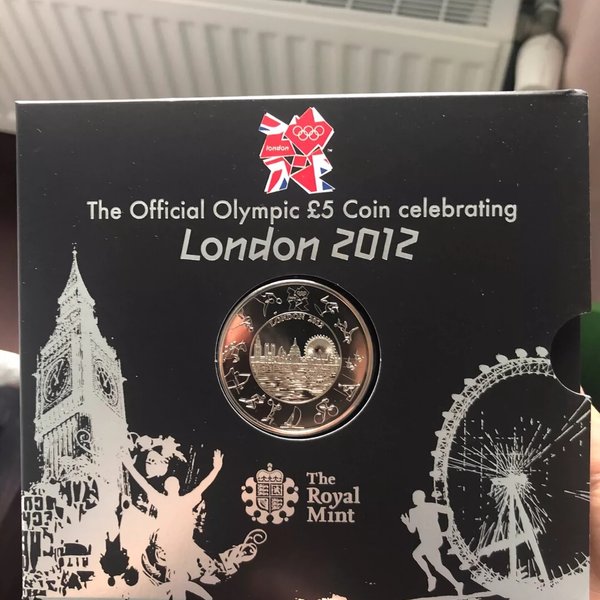 london
The Official Olympic £5 Coin celebrating
London 2012
LONDON 2012
The
Royal
Mint